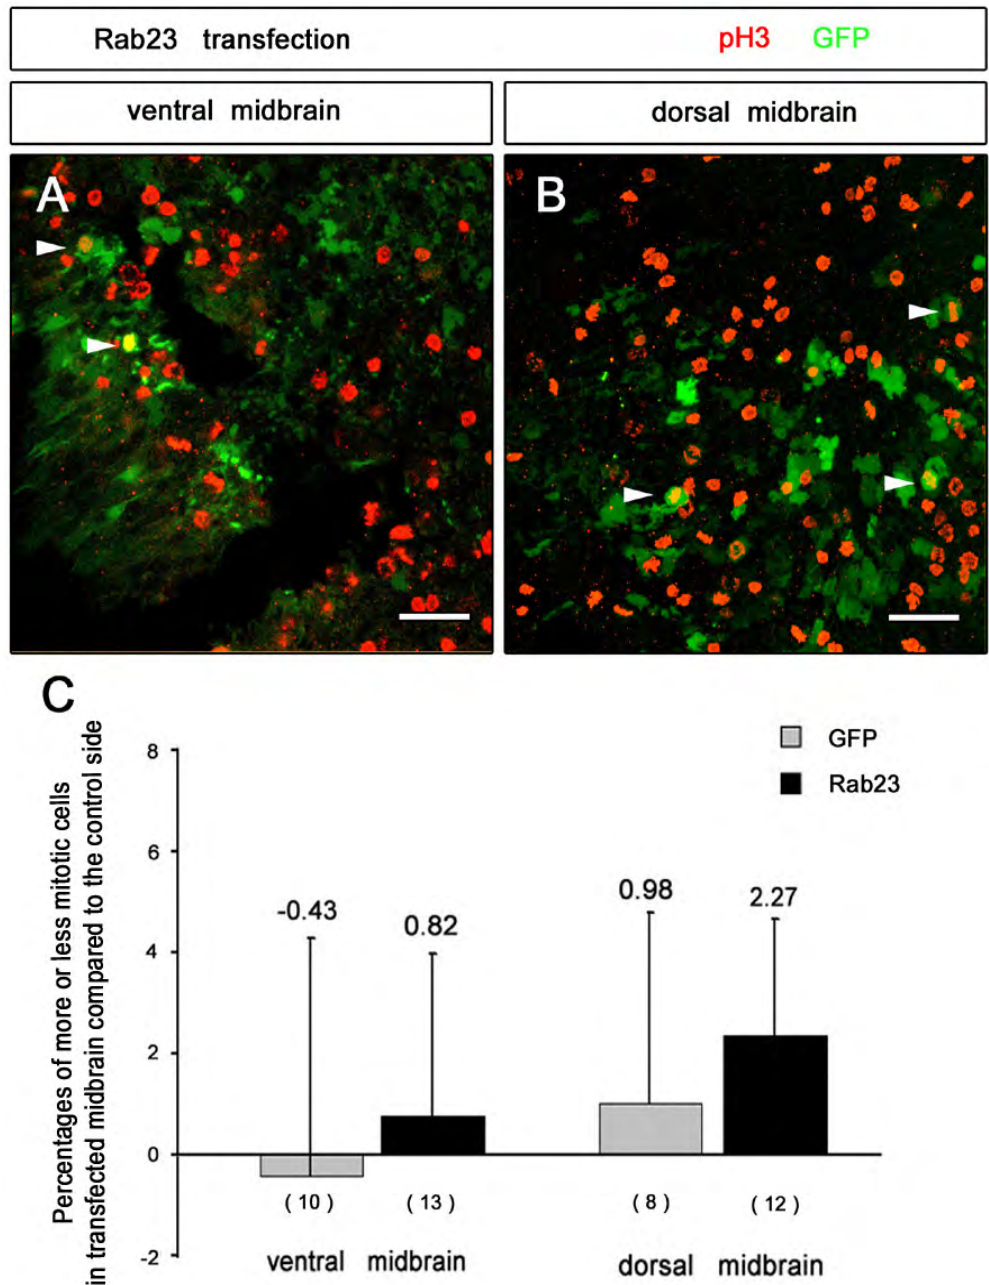 Rab23 transfection pH3 GFP
ventral midbrain dorsal midbrain
A B
C
Percentages of more or less mitotic cells
in transfected midbrain compared to the control side
GFP
Rab23
8
6
4
2
0
-2
-0.43 0.82 0.98 2.27
( 10 ) ( 13 ) ( 8 ) ( 12 )
ventral midbrain dorsal midbrain